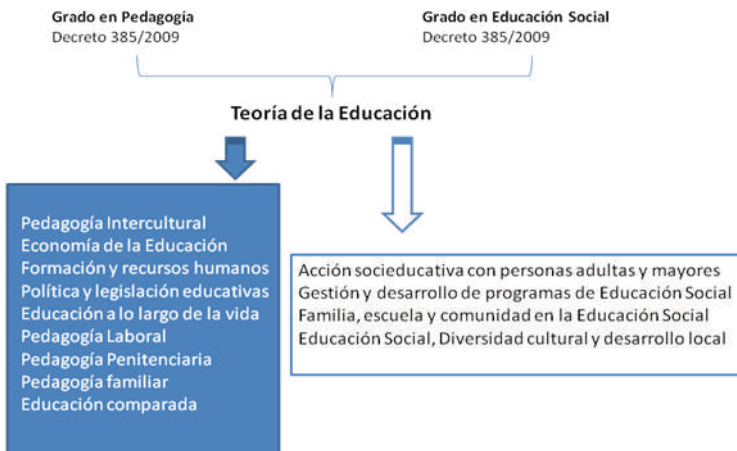 Grado en Pedagogía
Decreto 385/2009
Grado en Educación Social
Decreto 385/2009
Teoría de la Educación
Pedagogía Intercultural
Economía de la Educación
Formación y recursos humanos
Política y legislación educativas
Educación a lo largo de la vida
Pedagogía Laboral
Pedagogía Penitenciaria
Pedagogía familiar
Educación comparada
Acción socieducativa con personas adultas y mayores
Gestión y desarrollo de programas de Educación Social
Familia, escuela y comunidad en la Educación Social
Educación Social, Diversidad cultural y desarrollo local